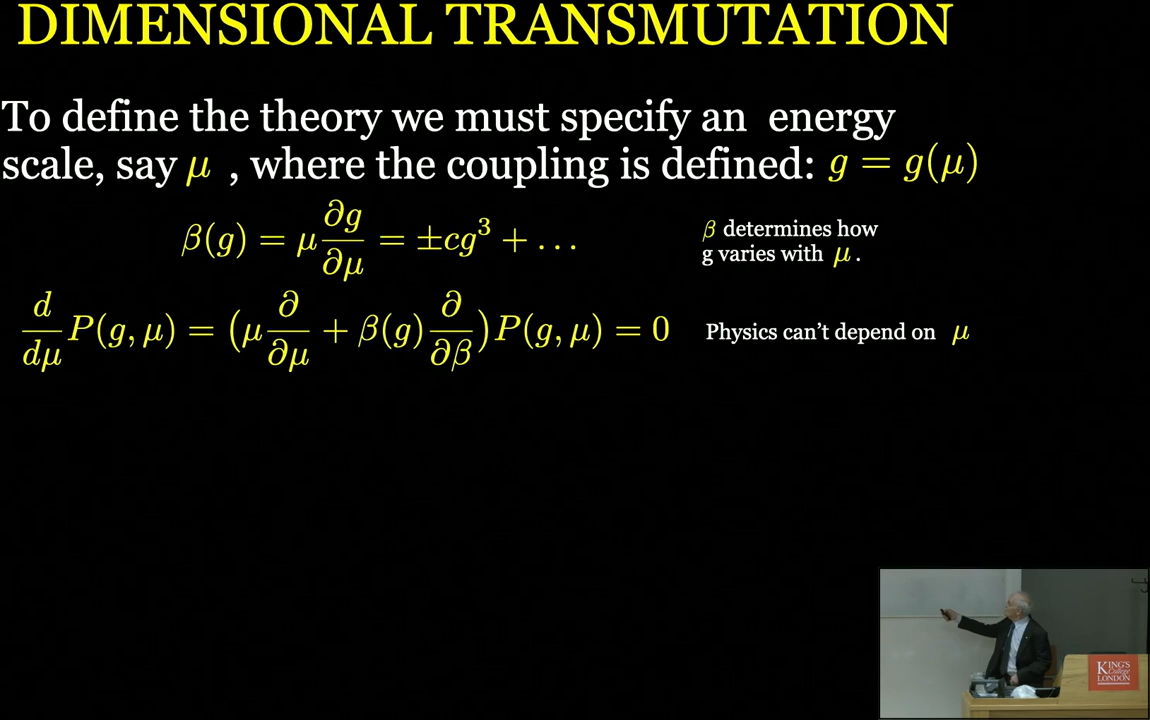 DIMENSIONAL TRANSMUTATION
To define the theory we must specify an energy
scale, say μ , where the coupling is defined: g = g(μ)
β(g) = μ ∂g/∂μ = ±cg³ + ...
β determines how
g varies with μ .
d/dμ P(g, μ) = (μ ∂/∂μ + β(g) ∂/∂β) P(g, μ) = 0
Physics can't depend on μ
KING'S
College
LONDON